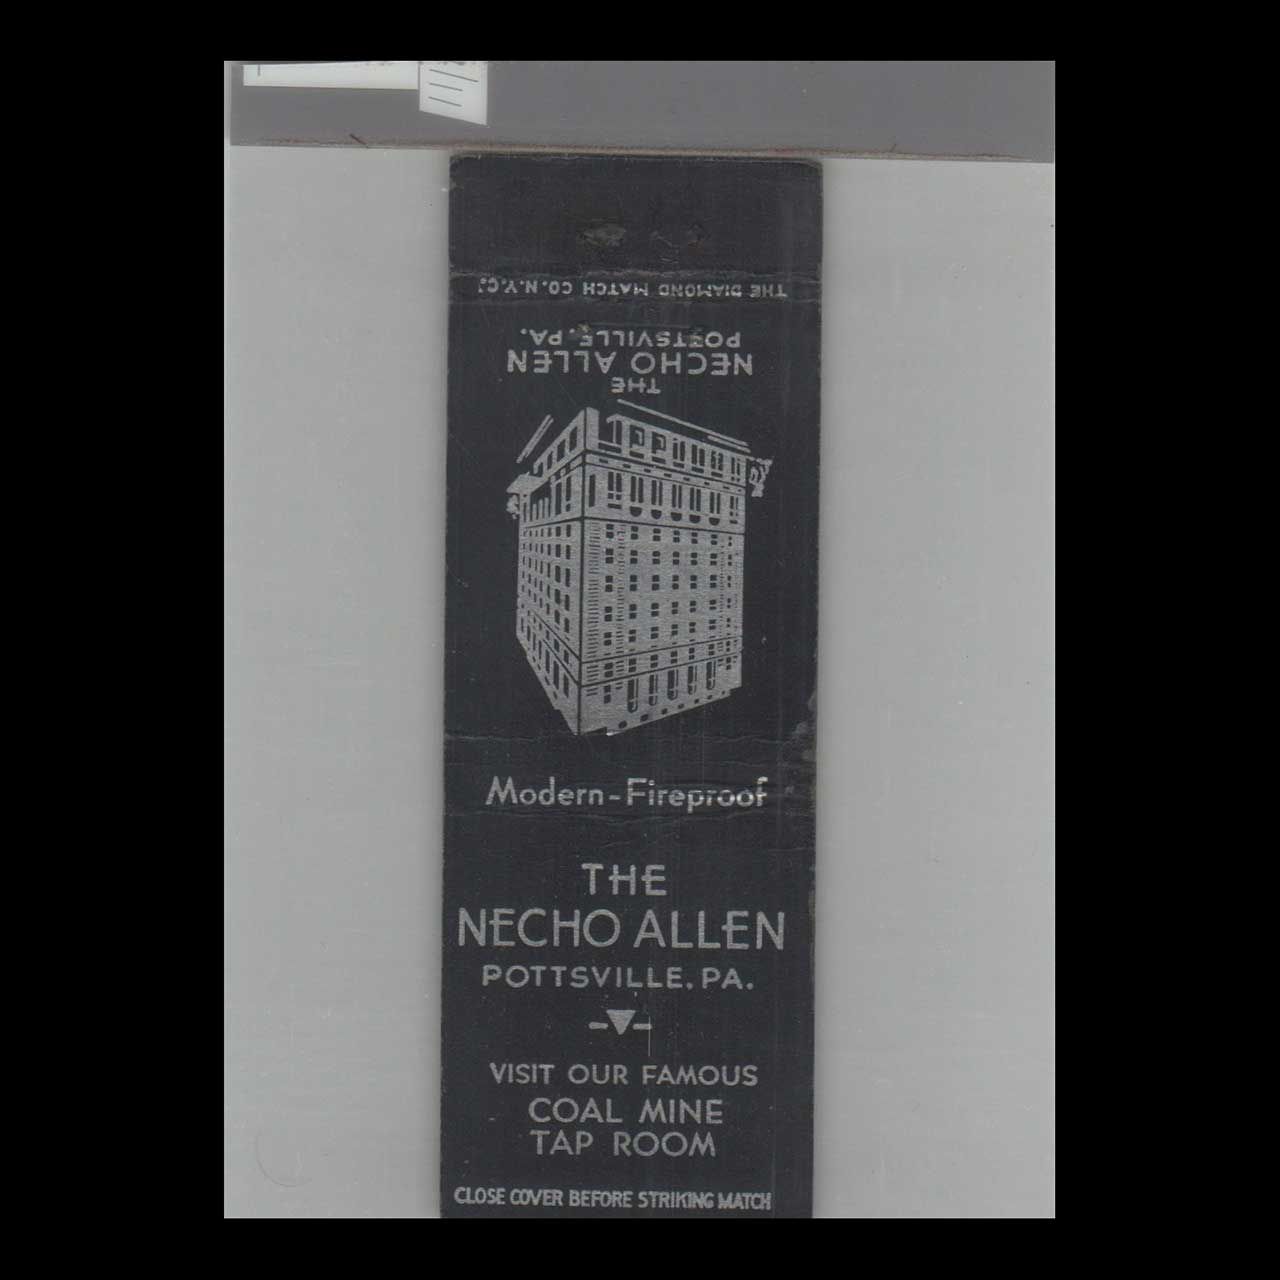 THE DIAMOND MATCH CO. N.Y.C.
THE
NECHO ALLEN
POTTSVILLE, PA.
Modern-Fireproof
THE
NECHO ALLEN
POTTSVILLE, PA.
VISIT OUR FAMOUS
COAL MINE
TAP ROOM
CLOSE COVER BEFORE STRIKING MATCH